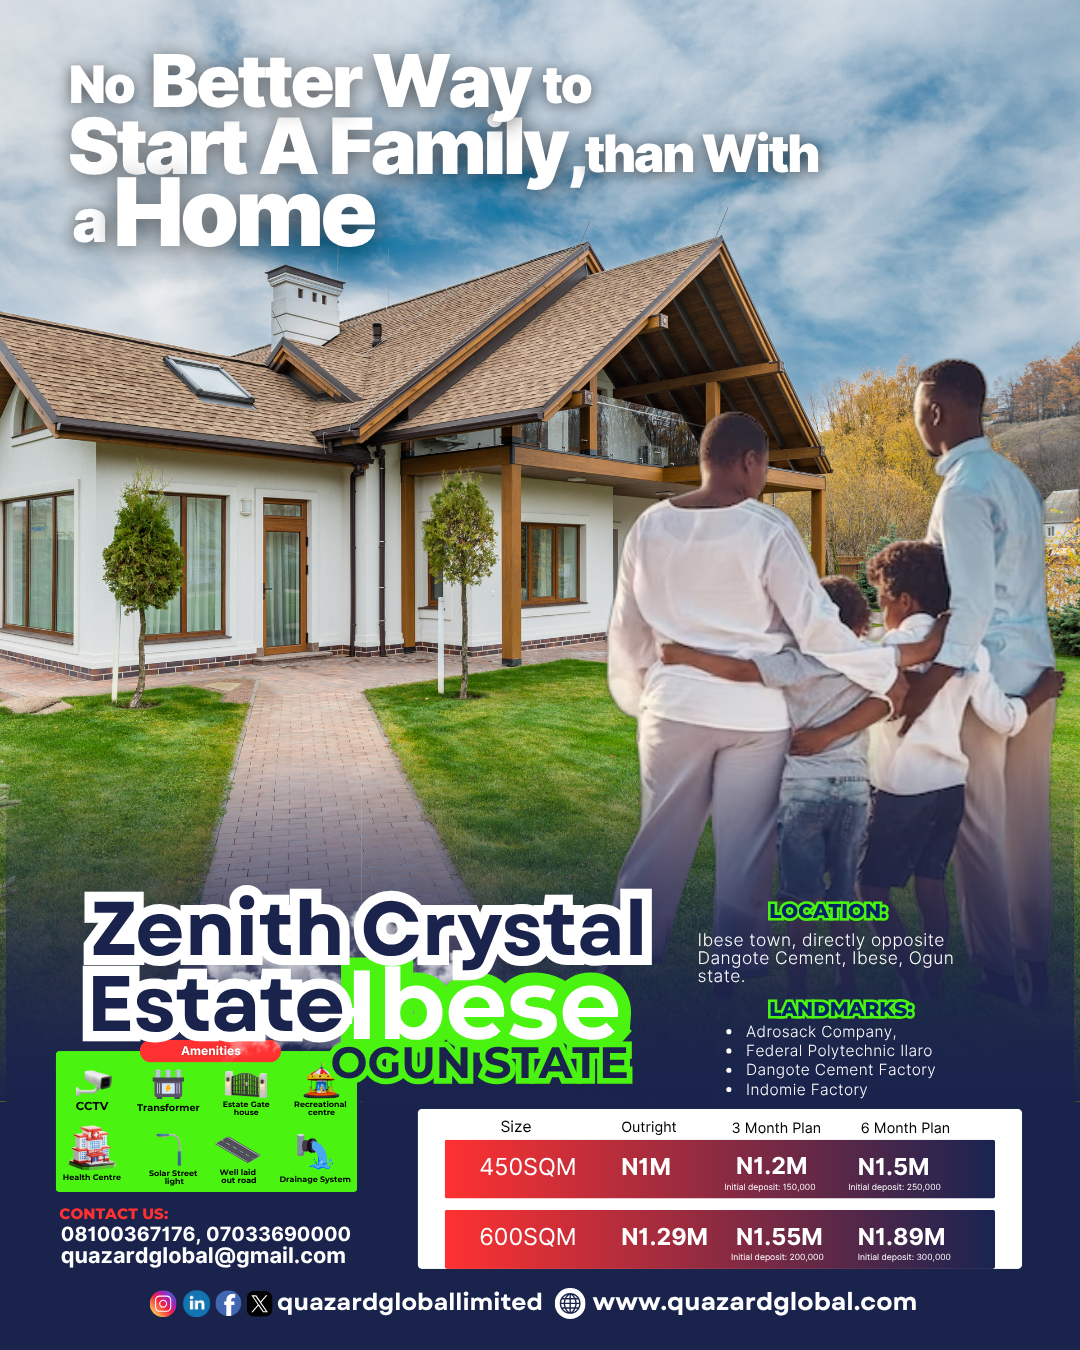 No Better Way to
Start A Family, than With
a Home
Zenith Crystal
Estate Ibese
OGUN STATE
LOCATION:
Ibese town, directly opposite
Dangote Cement, Ibese, Ogun
state.
LANDMARKS:
• Adrosack Company,
• Federal Polytechnic Ilaro
• Dangote Cement Factory
• Indomie Factory
Amenities
CCTV
Transformer
Estate Gate
house
Recreational
centre
Health Centre
Solar Street
light
Well laid
out road
Drainage System
Size Outright 3 Month Plan 6 Month Plan
450SQM N1M N1.2M N1.5M
Initial deposit: 150,000 Initial deposit: 250,000
600SQM N1.29M N1.55M N1.89M
Initial deposit: 200,000 Initial deposit: 300,000
CONTACT US:
08100367176, 07033690000
quazardglobal@gmail.com
quazardgloballimited www.quazardglobal.com